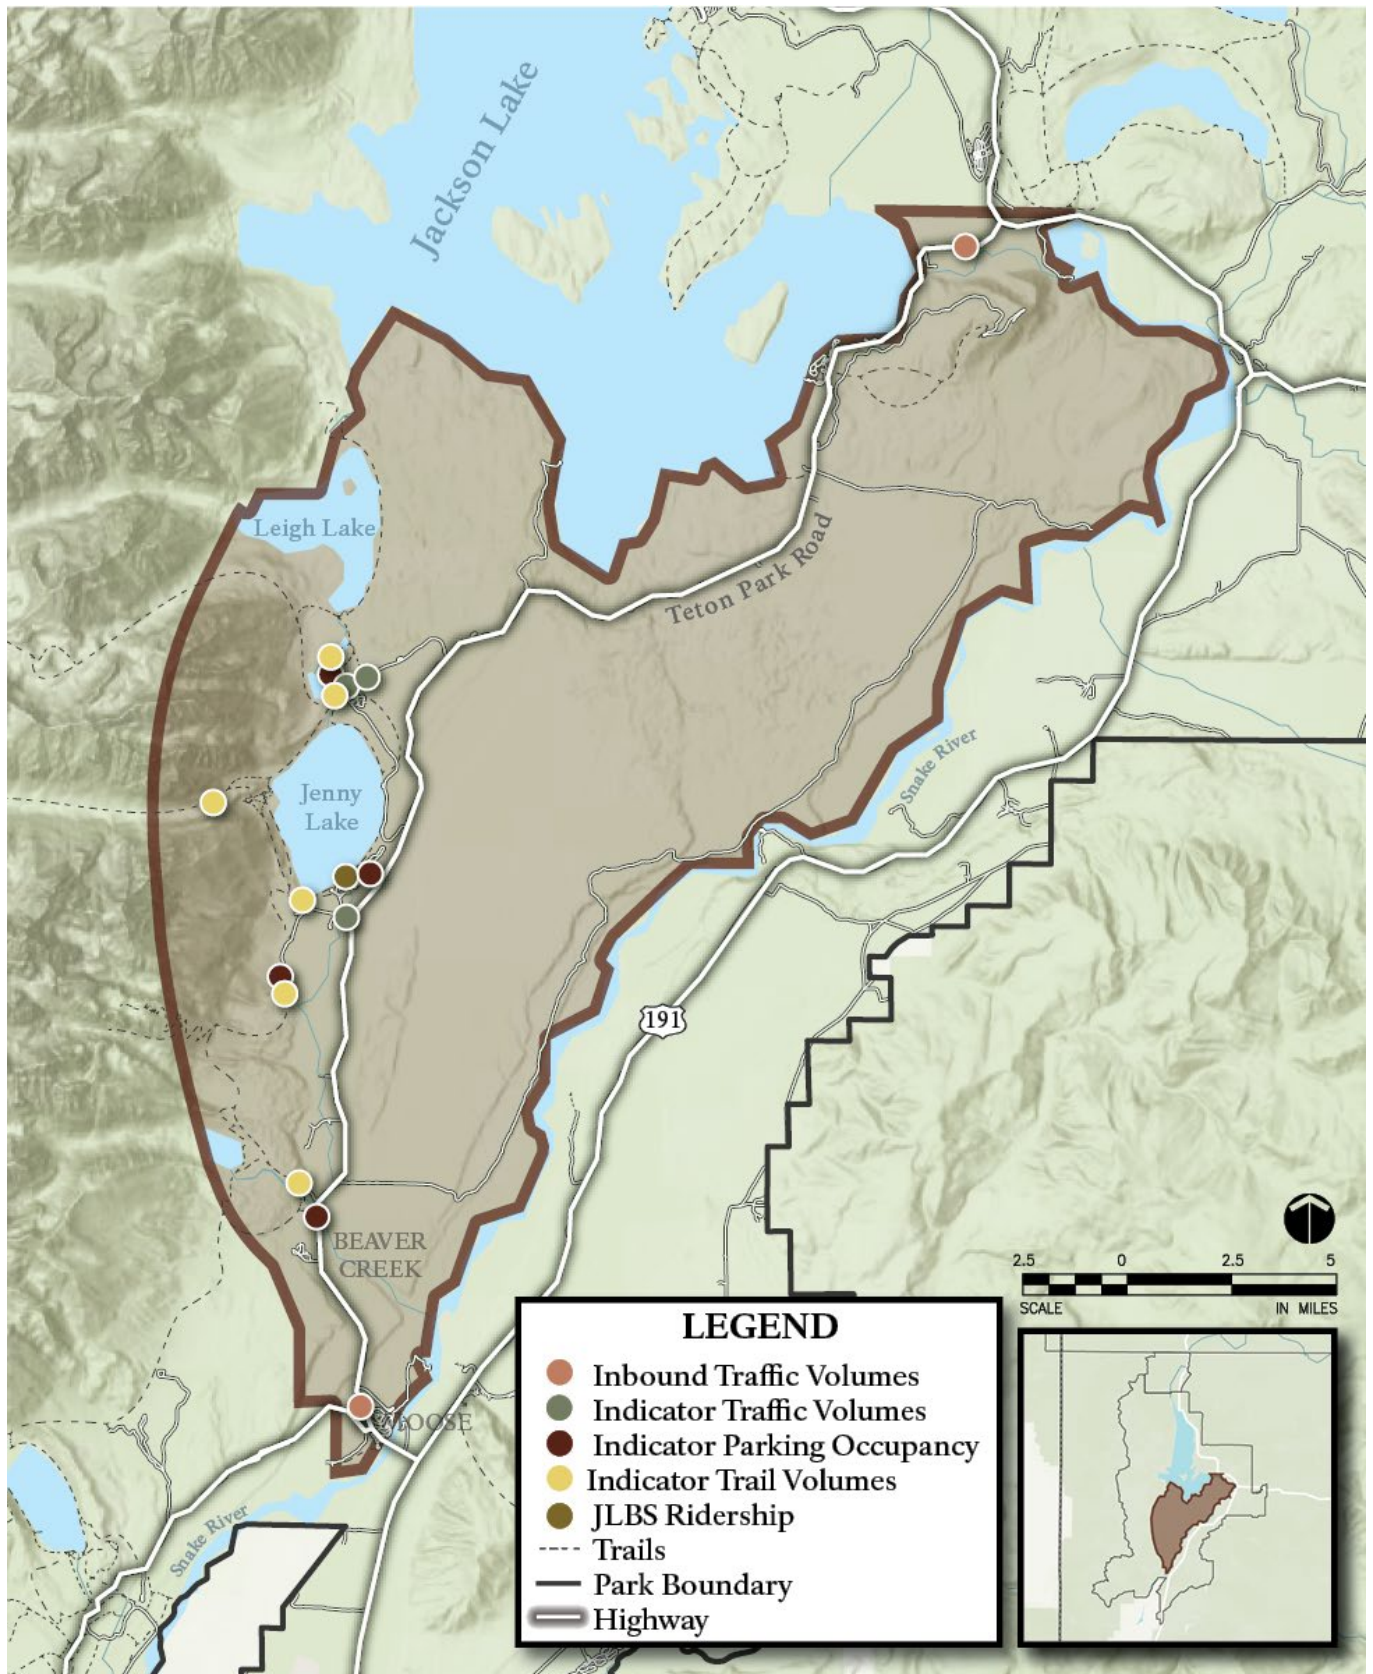 Jackson Lake
Leigh Lake
Teton Park Road
Snake River
Jenny
Lake
191
BEAVER
CREEK
2.5 0 2.5 5
SCALE IN MILES
MOOSE
Snake River
LEGEND
Inbound Traffic Volumes
Indicator Traffic Volumes
Indicator Parking Occupancy
Indicator Trail Volumes
JLBS Ridership
Trails
Park Boundary
Highway